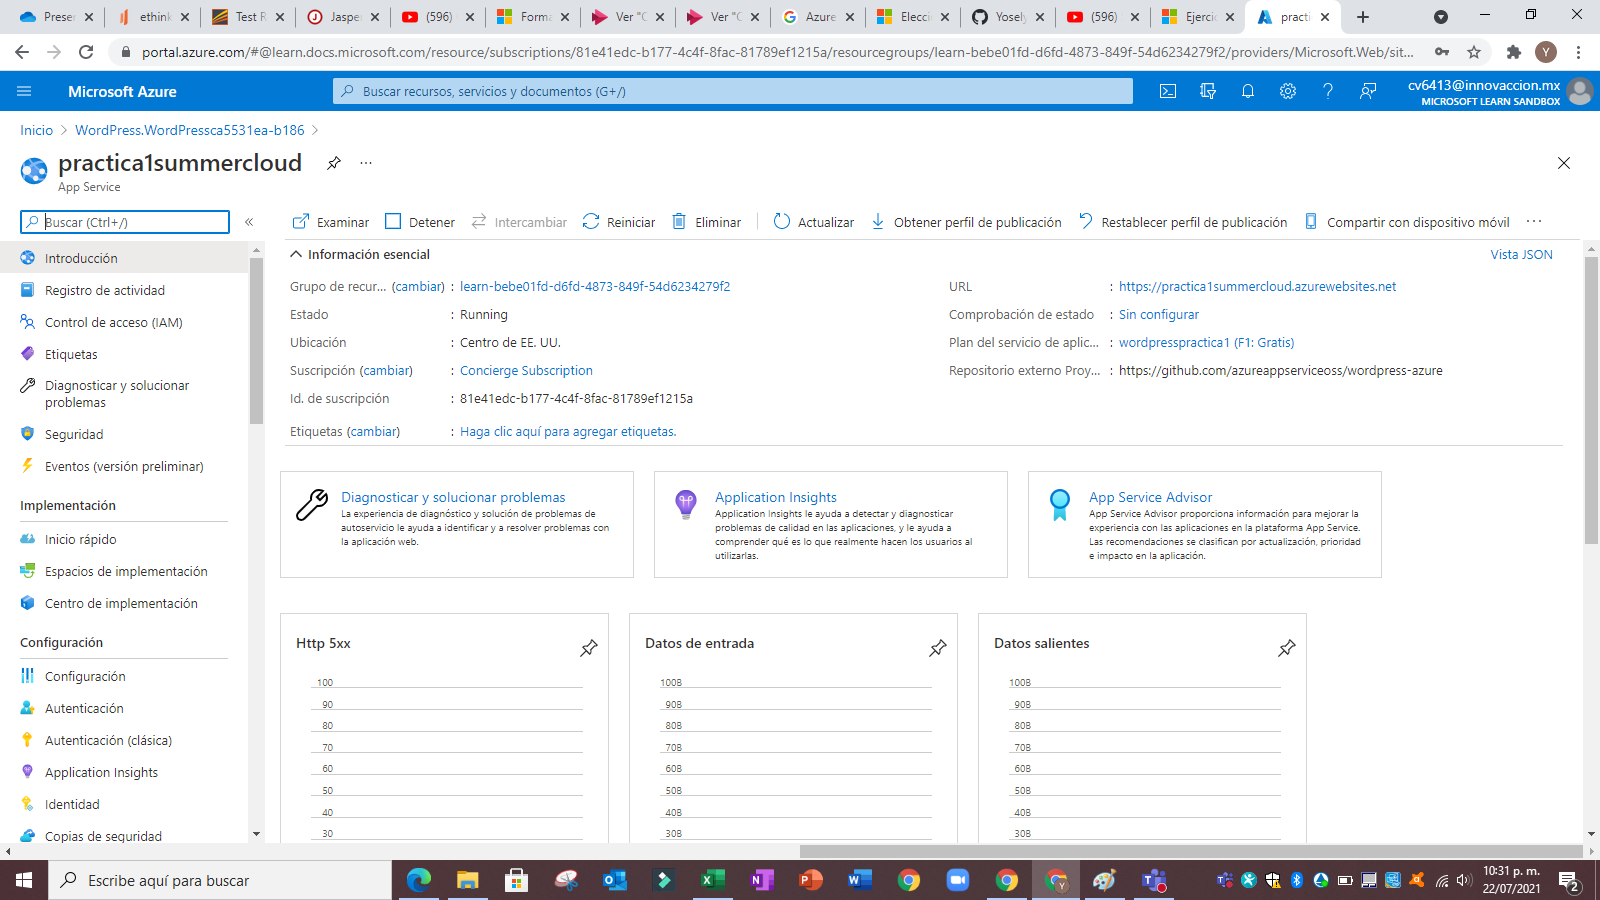 Preser
ethink
Test R
Jaspe
(596)
Forma
Ver "C
Ver "C
Azure
Elecci
Yosely
(596)
Ejercic
practi
portal.azure.com/#@learn.docs.microsoft.com/resource/subscriptions/81e41edc-b177-4c4f-8fac-81789ef1215a/resourcegroups/learn-bebe01fd-d6fd-4873-849f-54d6234279f2/providers/Microsoft.Web/sit...
Y
Microsoft Azure
Buscar recursos, servicios y documentos (G+/)
cv6413@innovaccion.mx
MICROSOFT LEARN SANDBOX
Inicio > WordPress.WordPressca5531ea-b186 >
practica1summercloud
...
App Service
Buscar (Ctrl+/)
«
Examinar
Detener
Intercambiar
Reiniciar
Eliminar
Actualizar
Obtener perfil de publicación
Restablecer perfil de publicación
Compartir con dispositivo móvil
...
Introducción
Registro de actividad
Control de acceso (IAM)
Etiquetas
Diagnosticar y solucionar
problemas
Seguridad
Eventos (versión preliminar)
Implementación
Inicio rápido
Espacios de implementación
Centro de implementación
Configuración
Configuración
Autenticación
Autenticación (clásica)
Application Insights
Identidad
Copias de seguridad
Información esencial
Vista JSON
Grupo de recur... (cambiar) : learn-bebe01fd-d6fd-4873-849f-54d6234279f2
Estado : Running
Ubicación : Centro de EE. UU.
Suscripción (cambiar) : Concierge Subscription
Id. de suscripción : 81e41edc-b177-4c4f-8fac-81789ef1215a
Etiquetas (cambiar) : Haga clic aquí para agregar etiquetas.
URL : https://practica1summercloud.azurewebsites.net
Comprobación de estado : Sin configurar
Plan del servicio de aplic... : wordpresspractica1 (F1: Gratis)
Repositorio externo Proy... : https://github.com/azureappserviceoss/wordpress-azure
Diagnosticar y solucionar problemas
La experiencia de diagnóstico y solución de problemas de
autoservicio le ayuda a identificar y a resolver problemas con
la aplicación web.
Application Insights
Application Insights le ayuda a detectar y diagnosticar
problemas de calidad en las aplicaciones, y le ayuda a
comprender qué es lo que realmente hacen los usuarios al
utilizarlas.
App Service Advisor
App Service Advisor proporciona información para mejorar la
experiencia con las aplicaciones en la plataforma App Service.
Las recomendaciones se clasifican por actualización, prioridad
e impacto en la aplicación.
Http 5xx
100
90
80
70
60
50
40
30
Datos de entrada
100B
90B
80B
70B
60B
50B
40B
30B
Datos salientes
100B
90B
80B
70B
60B
50B
40B
30B
Escribe aquí para buscar
10:31 p. m.
22/07/2021
2